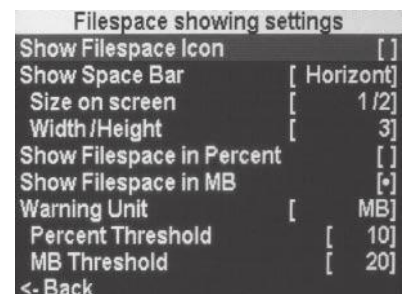 Filespace showing settings
Show Filespace Icon [ ]
Show Space Bar [ Horizont]
Size on screen [ 1/2]
Width/Height [ 3]
Show Filespace in Percent [ ]
Show Filespace in MB [•]
Warning Unit [ MB]
Percent Threshold [ 10]
MB Threshold [ 20]
<- Back